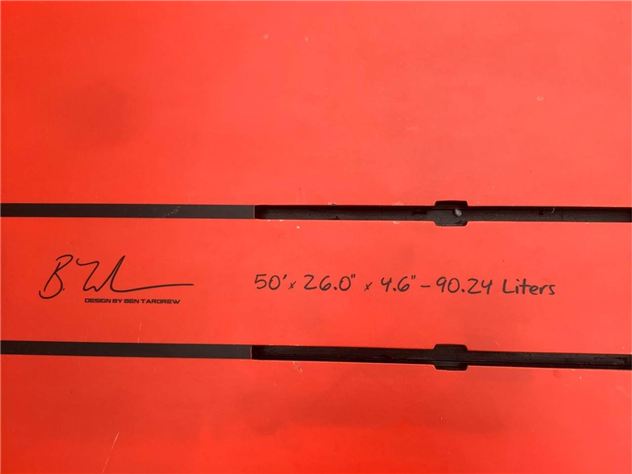 B.
DESIGN BY BEN TARDREW
50' x 26.0" x 4.6" – 90.24 Liters